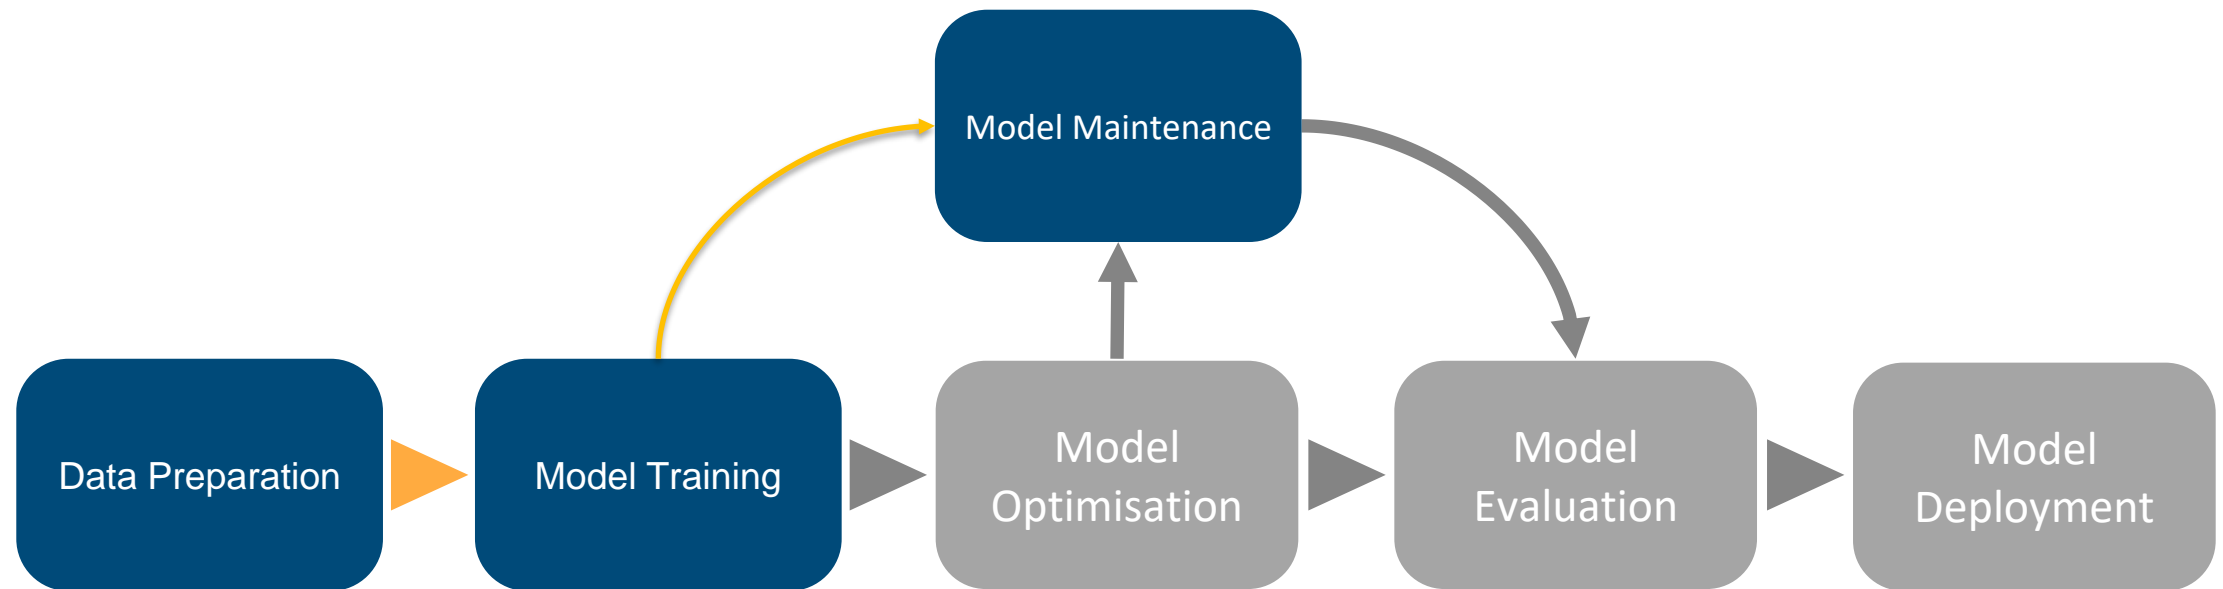 Model Maintenance
Data Preparation
Model Training
Model
Optimisation
Model
Evaluation
Model
Deployment